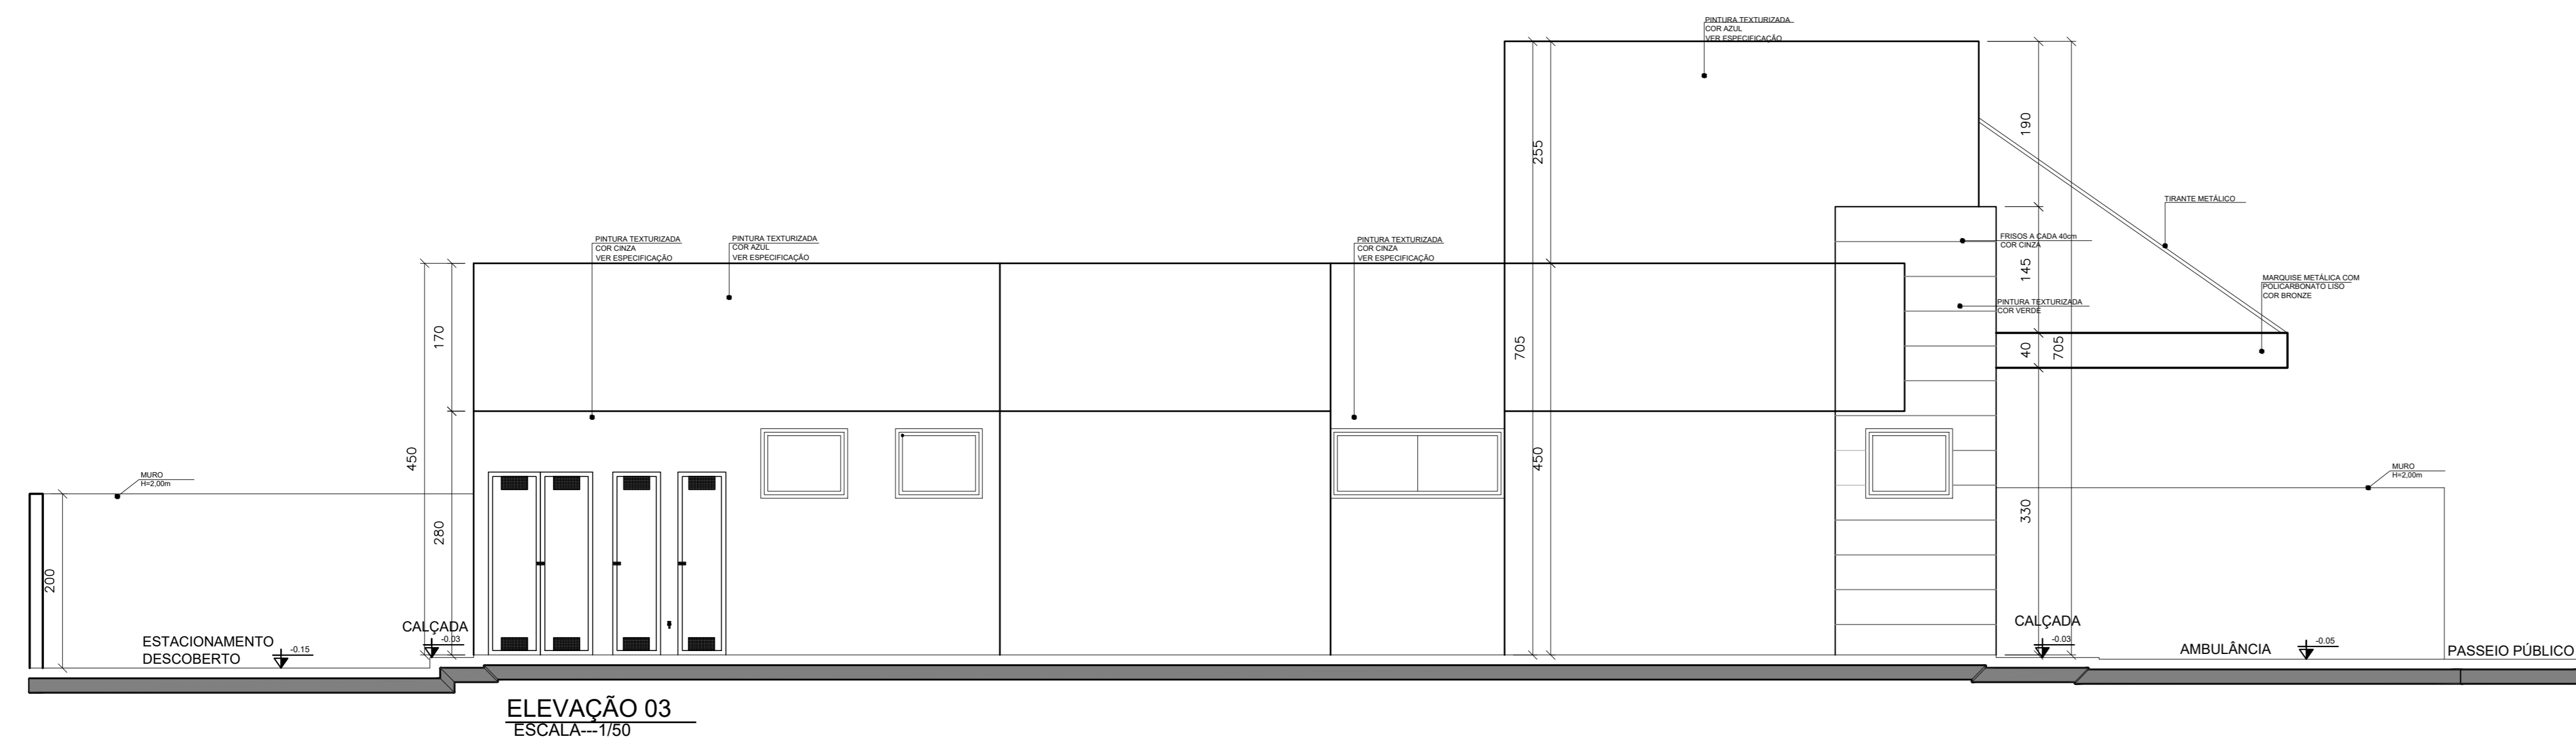 PINTURA TEXTURIZADA
COR AZUL
VER ESPECIFICAÇÃO
190
255
TIRANTE METÁLICO
PINTURA TEXTURIZADA
COR CINZA
VER ESPECIFICAÇÃO
PINTURA TEXTURIZADA
COR AZUL
VER ESPECIFICAÇÃO
PINTURA TEXTURIZADA
COR CINZA
VER ESPECIFICAÇÃO
FRISOS A CADA 40cm
COR CINZA
145
MARQUISE METÁLICA COM
POLICARBONATO LISO
COR BRONZE
PINTURA TEXTURIZADA
COR VERDE
170
705
40
705
450
450
MURO
H=2,00m
MURO
H=2,00m
280
330
200
CALÇADA
-0.03
CALÇADA
-0.03
ESTACIONAMENTO
DESCOBERTO
-0.15
AMBULÂNCIA
-0.05
PASSEIO PÚBLICO
ELEVAÇÃO 03
ESCALA---1/50